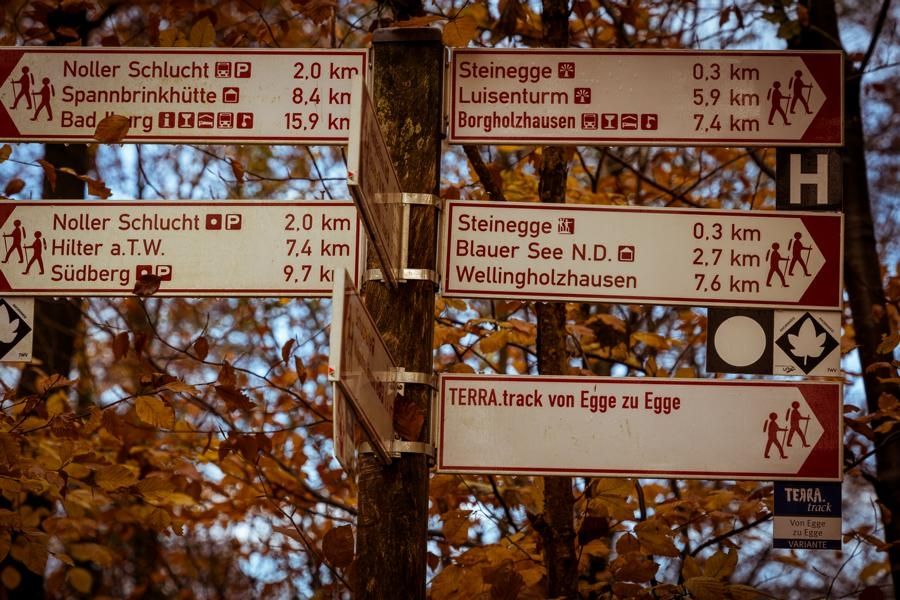 Noller Schlucht P 2,0 km
Spannbrinkhütte 8,4 km
Bad 15,9 km
Steinegge 0,3 km
Luisenturm 5,9 km
Borgholzhausen 7,4 km
H
Noller Schlucht P 2,0 km
Hilter a.T.W. 7,4 km
Südberg P 9,7
Steinegge 0,3 km
Blauer See N.D. 2,7 km
Wellingholzhausen 7,6 km
TERRA.track von Egge zu Egge
TERRA.
track
Von Egge
zu Egge
VARIANTE